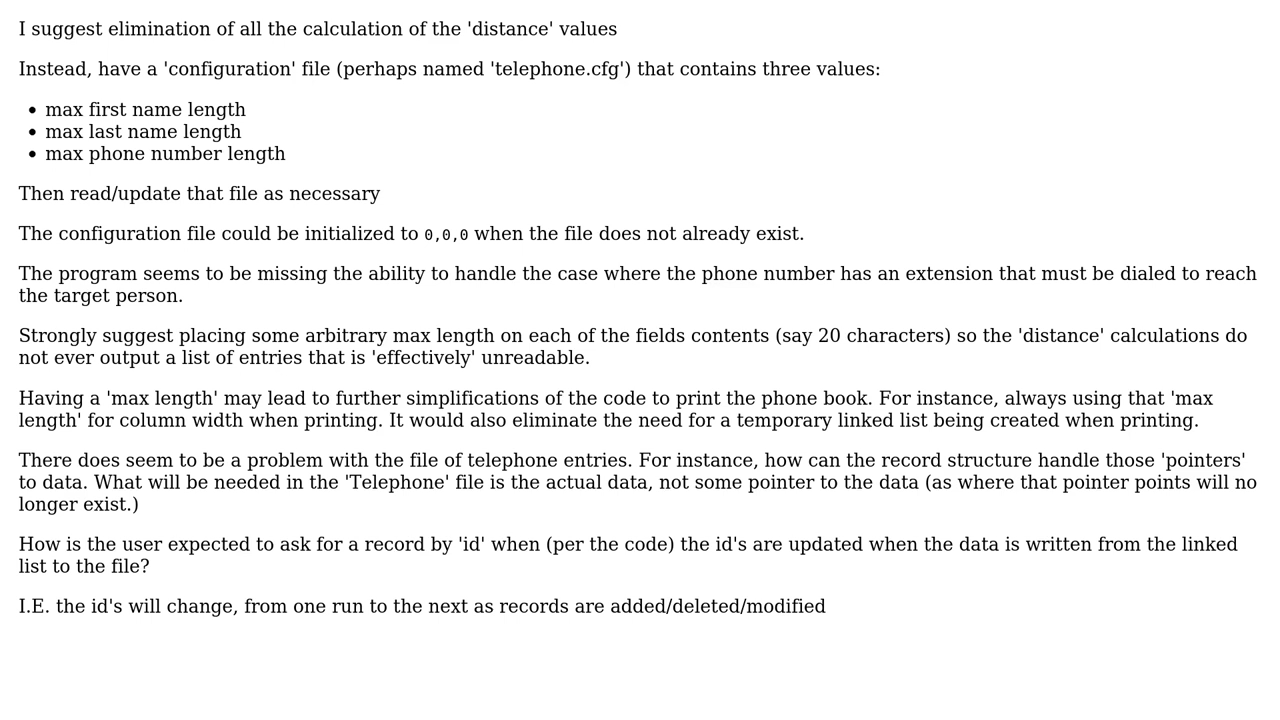 I suggest elimination of all the calculation of the 'distance' values
Instead, have a 'configuration' file (perhaps named 'telephone.cfg') that contains three values:
• max first name length
• max last name length
• max phone number length
Then read/update that file as necessary
The configuration file could be initialized to 0,0,0 when the file does not already exist.
The program seems to be missing the ability to handle the case where the phone number has an extension that must be dialed to reach
the target person.
Strongly suggest placing some arbitrary max length on each of the fields contents (say 20 characters) so the 'distance' calculations do
not ever output a list of entries that is 'effectively' unreadable.
Having a 'max length' may lead to further simplifications of the code to print the phone book. For instance, always using that 'max
length' for column width when printing. It would also eliminate the need for a temporary linked list being created when printing.
There does seem to be a problem with the file of telephone entries. For instance, how can the record structure handle those 'pointers'
to data. What will be needed in the 'Telephone' file is the actual data, not some pointer to the data (as where that pointer points will no
longer exist.)
How is the user expected to ask for a record by 'id' when (per the code) the id's are updated when the data is written from the linked
list to the file?
I.E. the id's will change, from one run to the next as records are added/deleted/modified